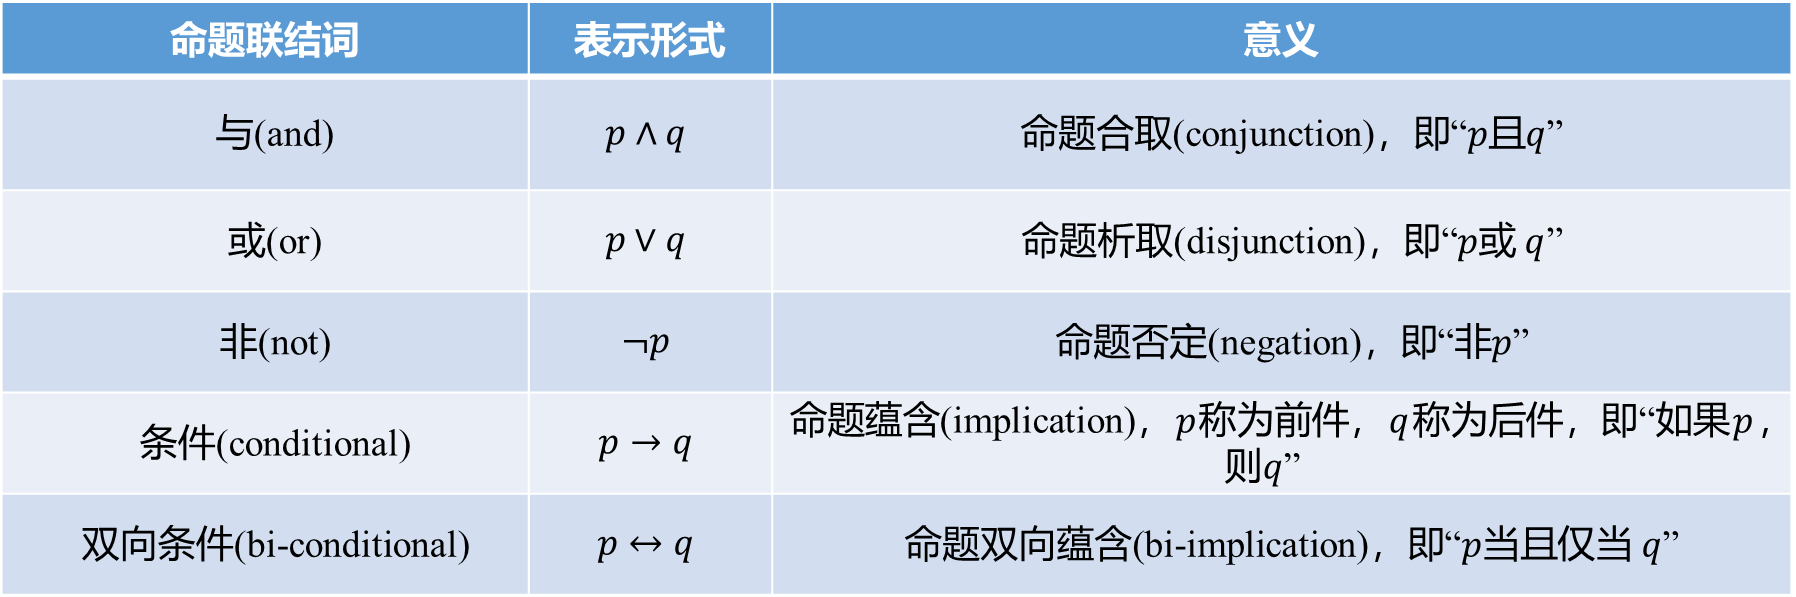 命题联结词 表示形式 意义
与(and) p ∧ q 命题合取(conjunction)，即“p且q”
或(or) p ∨ q 命题析取(disjunction)，即“p或 q”
非(not) ¬p 命题否定(negation)，即“非p”
条件(conditional) p → q 命题蕴含(implication)，p称为前件，q称为后件，即“如果p，
则q”
双向条件(bi-conditional) p ↔ q 命题双向蕴含(bi-implication)，即“p当且仅当 q”